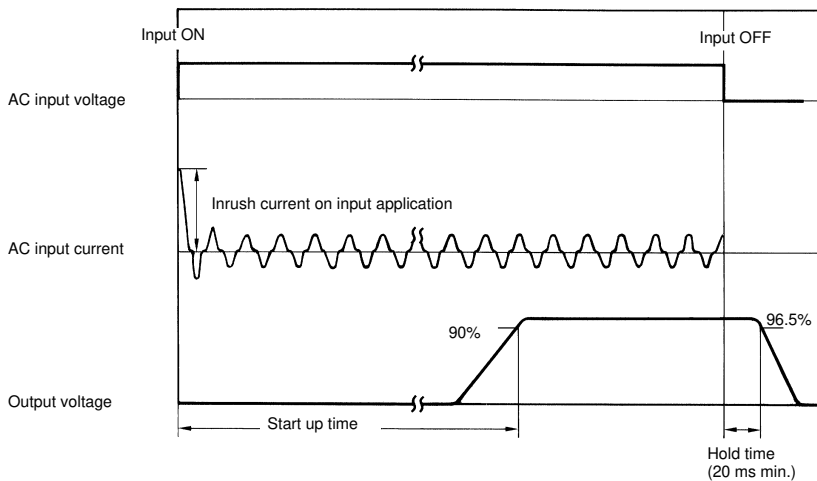 Input ON
Input OFF
AC input voltage
Inrush current on input application
AC input current
90%
96.5%
Output voltage
Start up time
Hold time
(20 ms min.)